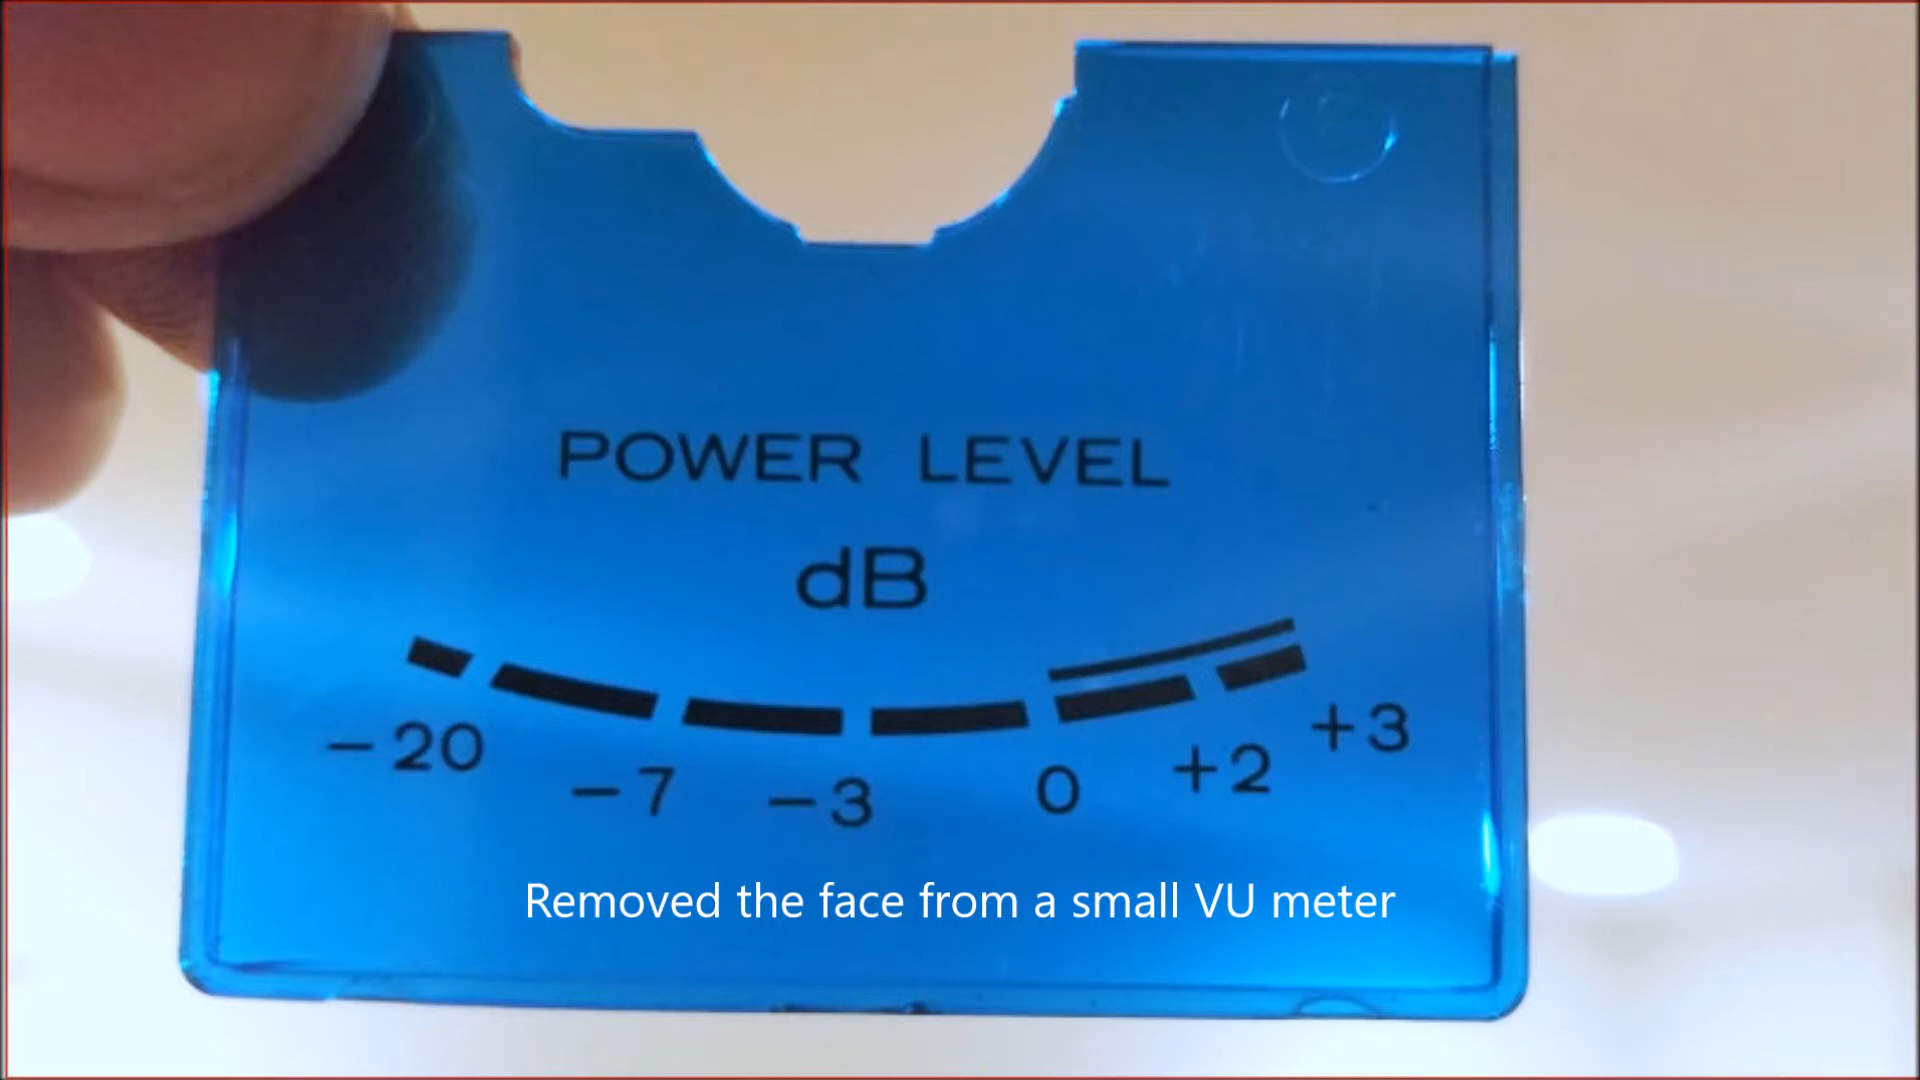 POWER LEVEL
dB
−20 −7 −3 0 +2 +3
Removed the face from a small VU meter